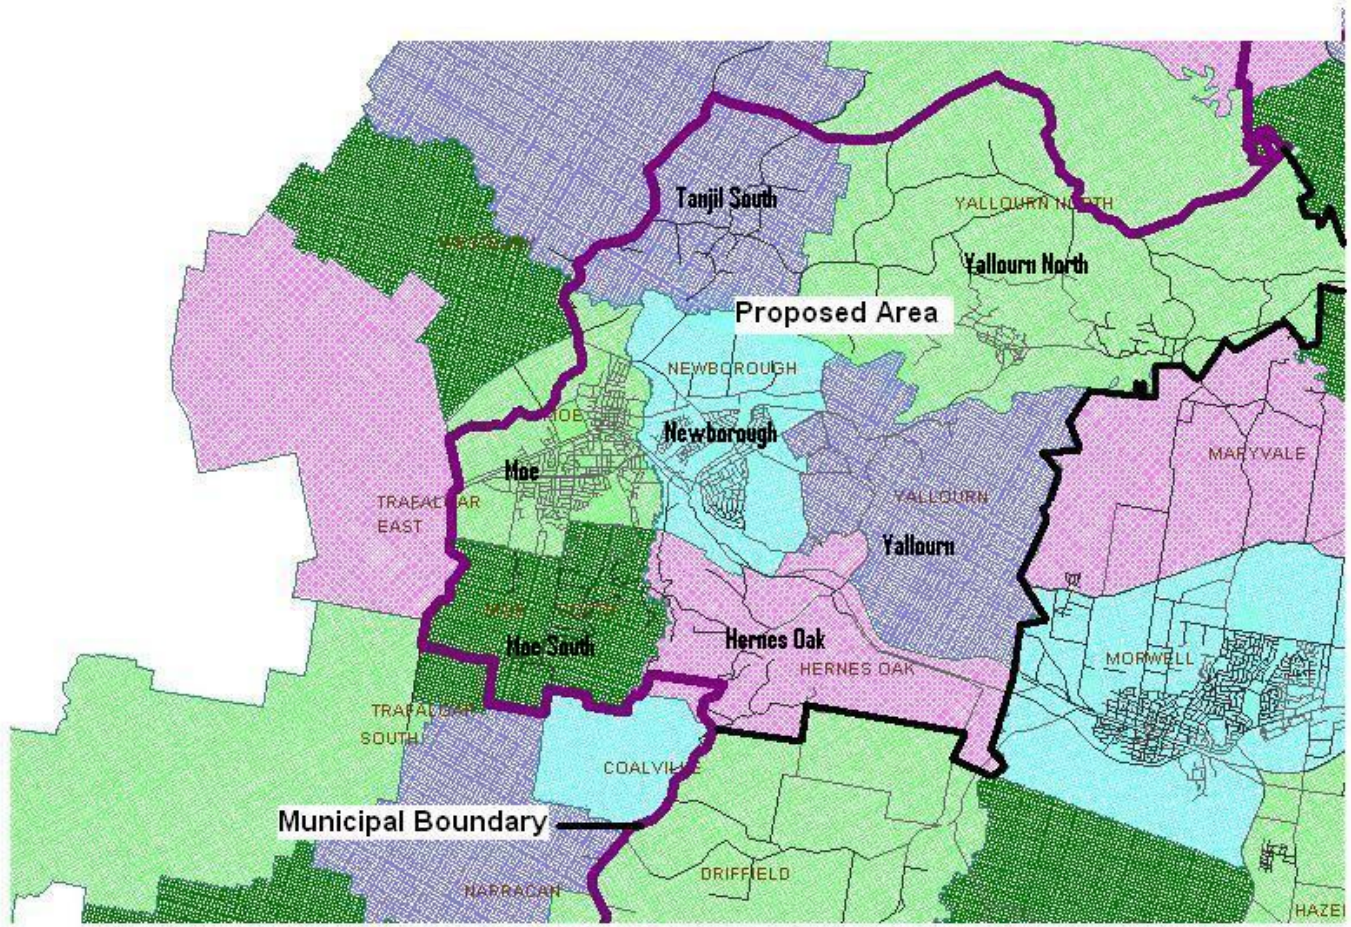 Tanjil South
YALLOURN NORTH
Yallourn North
Proposed Area
NEWBOROUGH
MOE
Newborough
MARYVALE
Moe
TRAFALGAR
EAST
YALLOURN
Yallourn
MOE SOUTH
Moe South
Hernes Oak
HERNES OAK
MORWELL
TRAFALGAR
SOUTH
COALVILLE
Municipal Boundary
DRIFFIELD
NARRACAN
HAZE